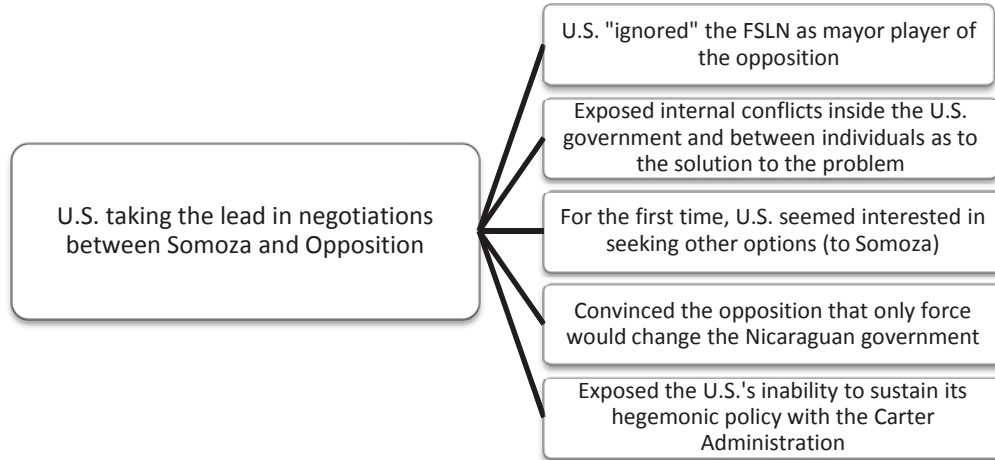 U.S. taking the lead in negotiations
between Somoza and Opposition
U.S. "ignored" the FSLN as mayor player of
the opposition
Exposed internal conflicts inside the U.S.
government and between individuals as to
the solution to the problem
For the first time, U.S. seemed interested in
seeking other options (to Somoza)
Convinced the opposition that only force
would change the Nicaraguan government
Exposed the U.S.'s inability to sustain its
hegemonic policy with the Carter
Administration